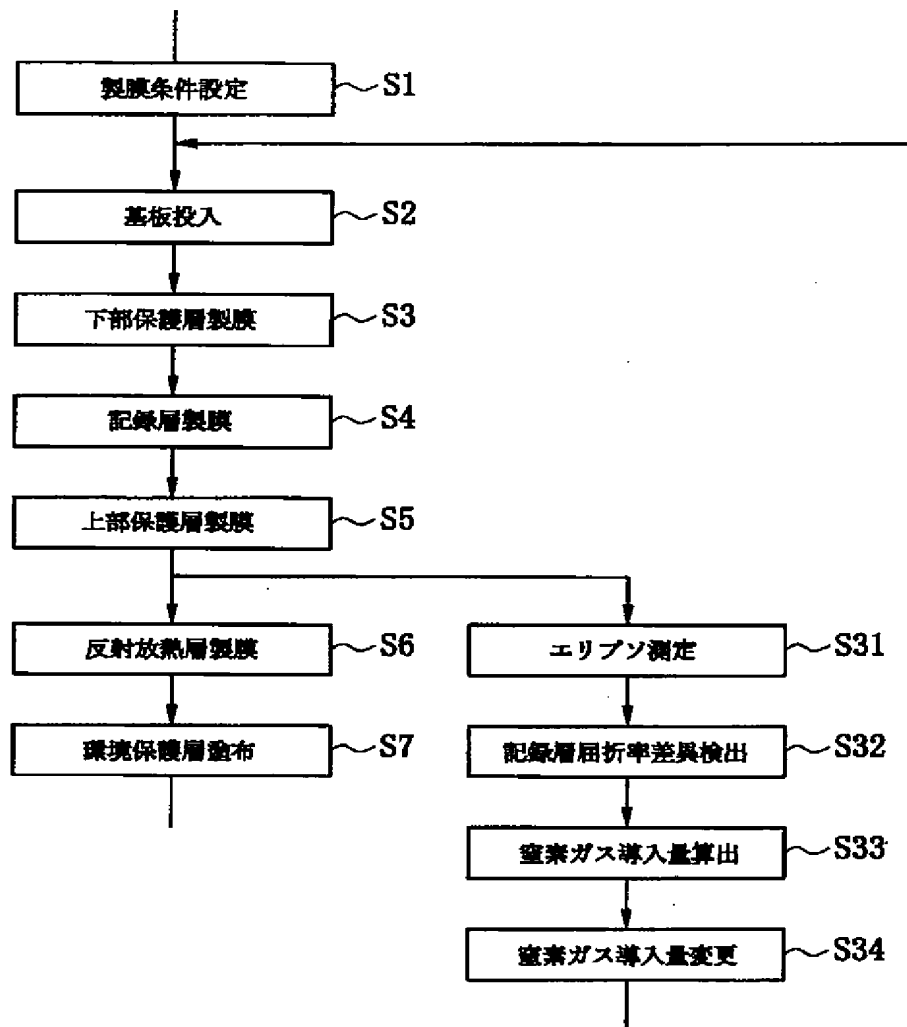 製膜条件設定 S1
基板投入 S2
下部保護層製膜 S3
記録層製膜 S4
上部保護層製膜 S5
反射放熱層製膜 S6
環境保護層塗布 S7
エリプソ測定 S31
記録層屈折率差異検出 S32
窒素ガス導入量算出 S33
窒素ガス導入量変更 S34